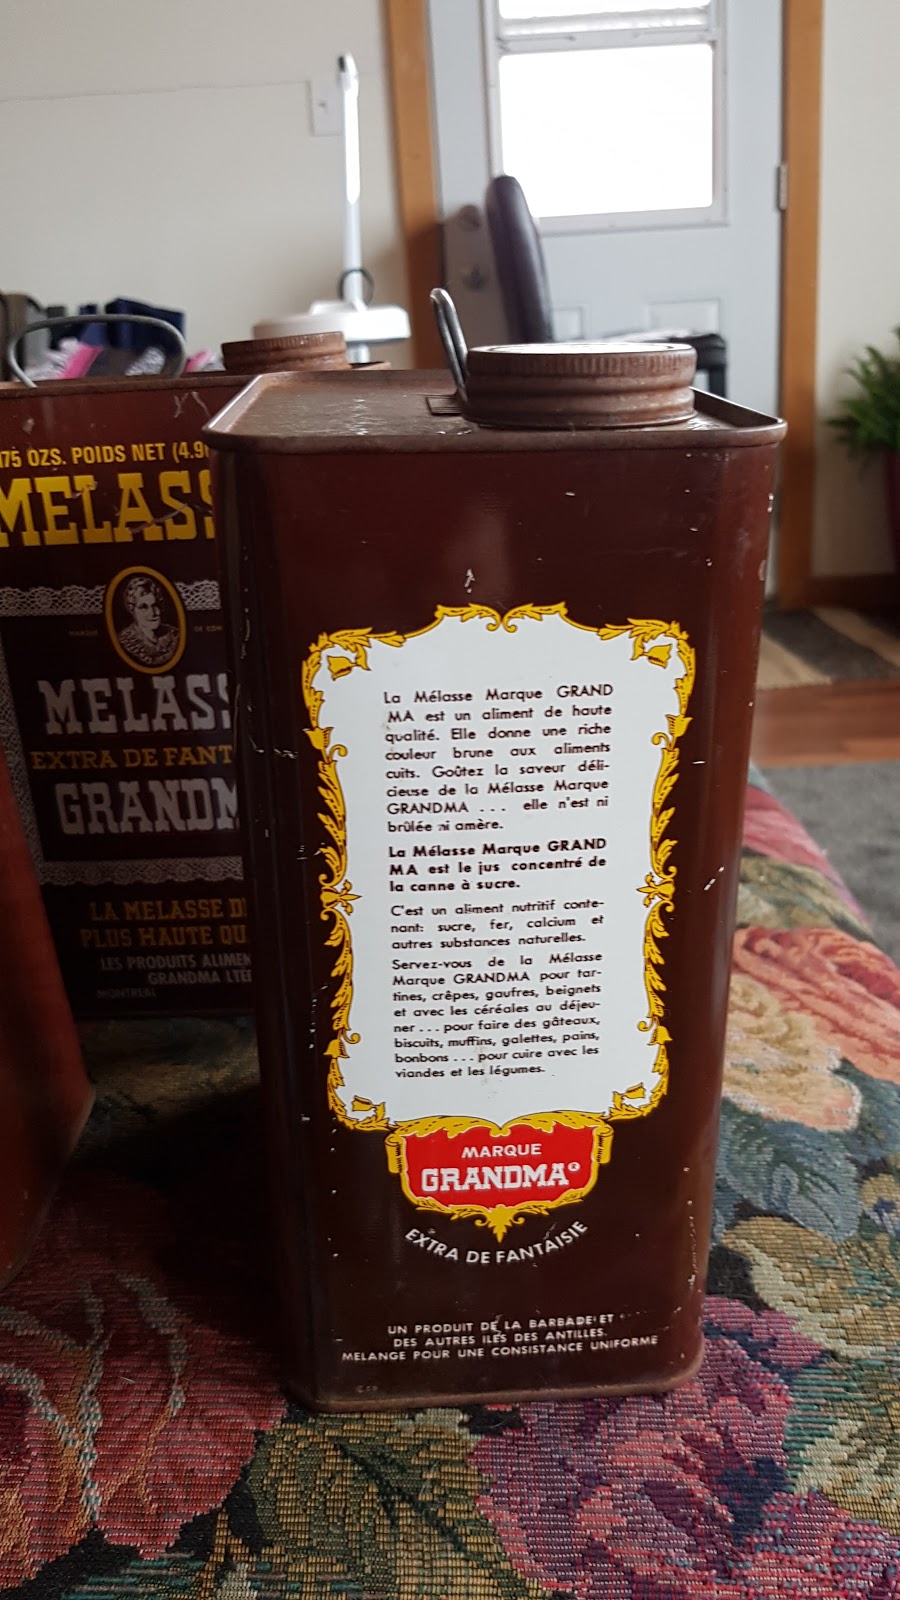 175 OZS. POIDS NET
MELASS
MARQUE DE COM
MELASS
EXTRA DE FANT
GRANDM
LA MELASSE D
PLUS HAUTE QU
LES PRODUITS ALIMEN
GRANDMA LTÉE
MONTREAL
La Mélasse Marque GRAND
MA est un aliment de haute
qualité. Elle donne une riche
couleur brune aux aliments
cuits. Goûtez la saveur déli-
cieuse de la Mélasse Marque
GRANDMA . . . elle n'est ni
brûlée ni amère.
La Mélasse Marque GRAND
MA est le jus concentré de
la canne à sucre.
C'est un aliment nutritif conte-
nant: sucre, fer, calcium et
autres substances naturelles.
Servez-vous de la Mélasse
Marque GRANDMA pour tar-
tines, crêpes, gaufres, beignets
et avec les céréales au déjeu-
ner . . . pour faire des gâteaux,
biscuits, muffins, galettes, pains,
bonbons . . . pour cuire avec les
viandes et les légumes.
MARQUE
GRANDMA
EXTRA DE FANTAISIE
UN PRODUIT DE LA BARBADE ET
DES AUTRES ILES DES ANTILLES.
MELANGE POUR UNE CONSISTANCE UNIFORME